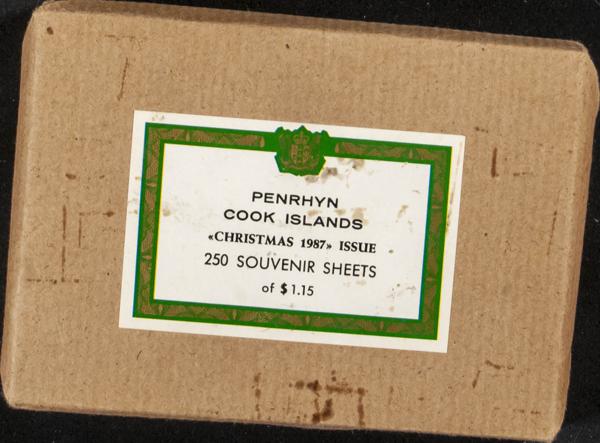 PENRHYN
COOK ISLANDS
«CHRISTMAS 1987» ISSUE
250 SOUVENIR SHEETS
of $1.15